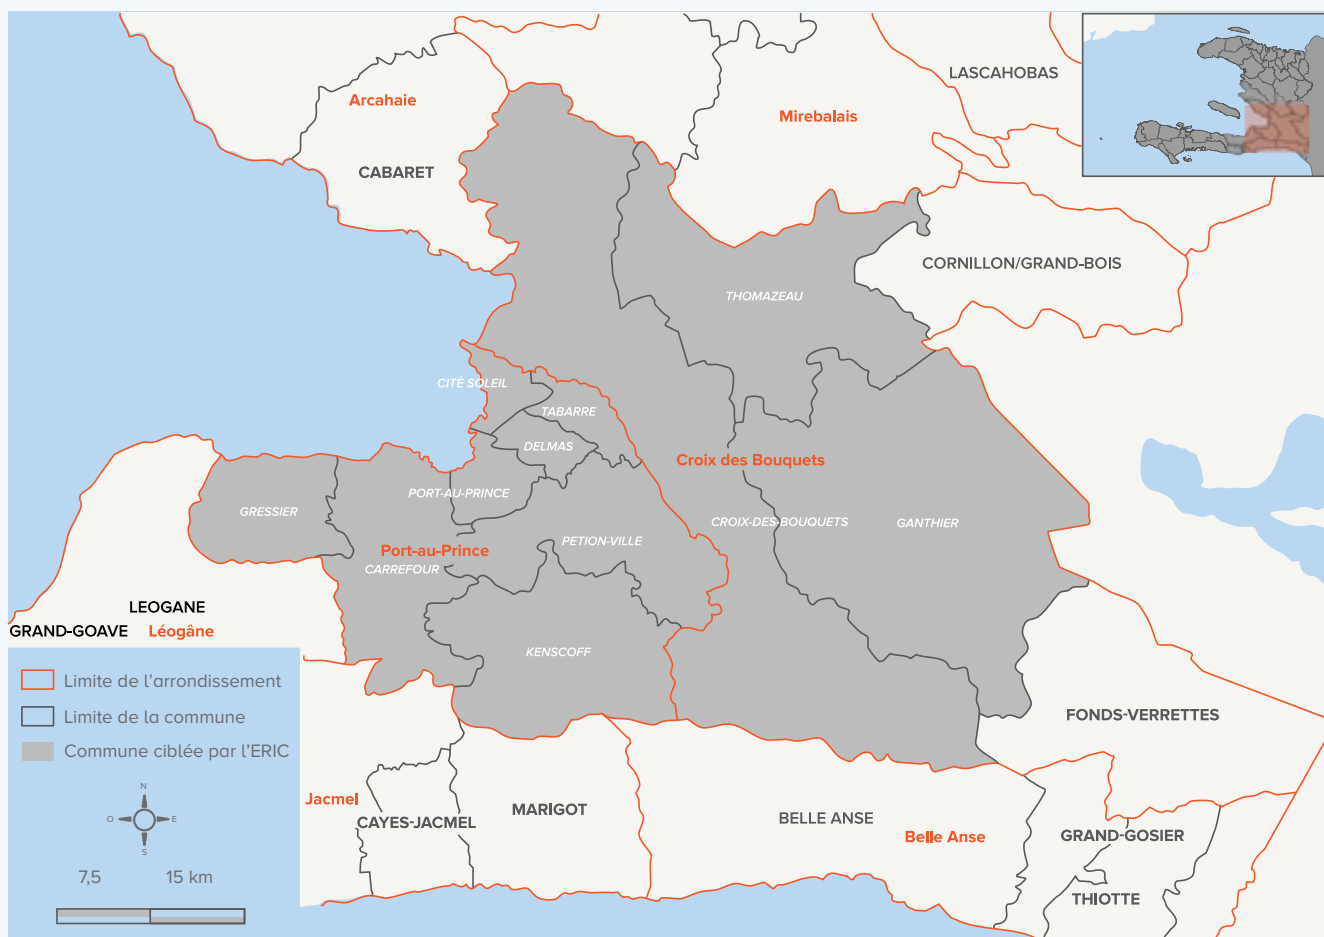 LASCAHOBAS
Arcahaie
Mirebalais
CABARET
CORNILLON/GRAND-BOIS
THOMAZEAU
CITÉ SOLEIL
TABARRE
DELMAS
Croix des Bouquets
PORT-AU-PRINCE
GRESSIER
CROIX-DES-BOUQUETS
GANTHIER
PETION-VILLE
Port-au-Prince
CARREFOUR
LEOGANE
GRAND-GOAVE
Léogâne
KENSCOFF
Limite de l’arrondissement
Limite de la commune
Commune ciblée par l’ERIC
FONDS-VERRETTES
N
O
E
S
Jacmel
CAYES-JACMEL
MARIGOT
BELLE ANSE
Belle Anse
GRAND-GOSIER
THIOTTE
7,5
15 km